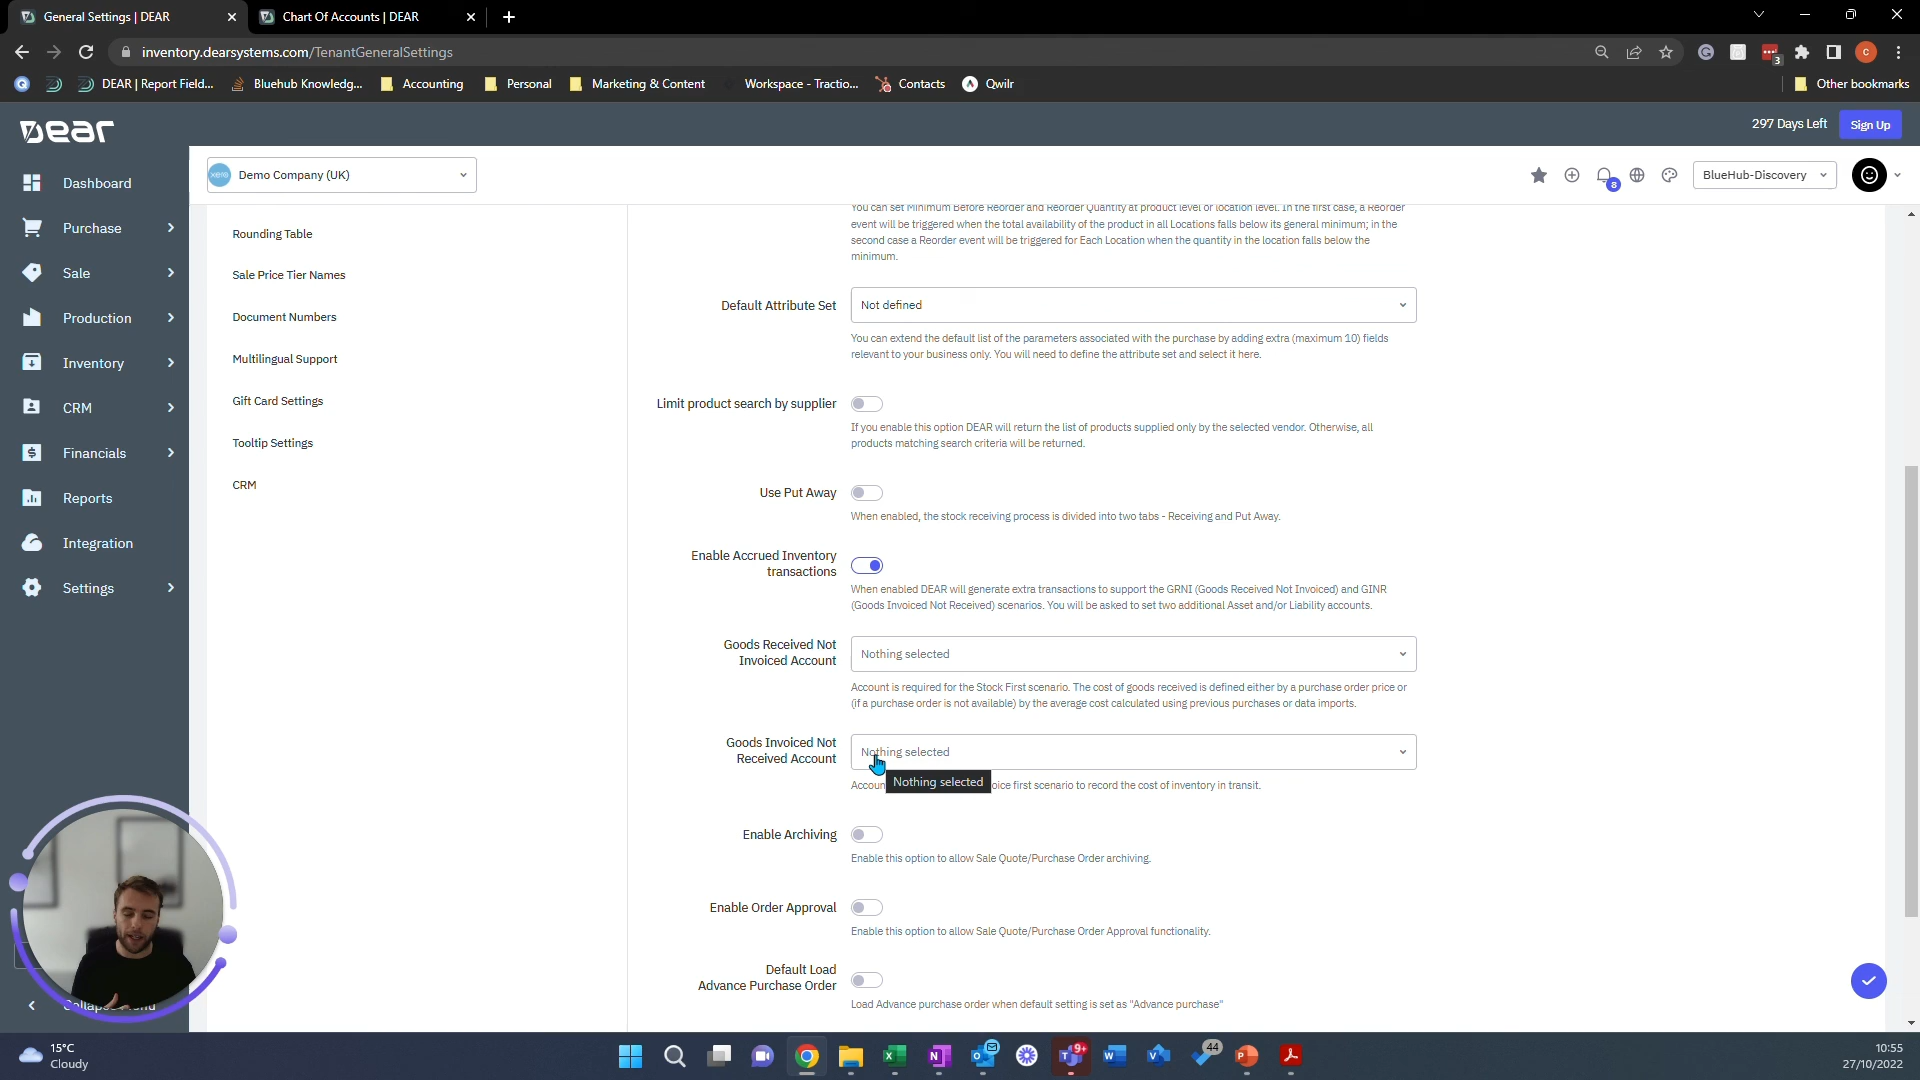 General Settings | DEAR
Chart Of Accounts | DEAR
inventory.dearsystems.com/TenantGeneralSettings
3
C
DEAR | Report Field...
Bluehub Knowledg...
Accounting
Personal
Marketing & Content
Workspace - Tractio...
Contacts
Qwilr
Other bookmarks
Dear
297 Days Left
Sign Up
xero
Demo Company (UK)
8
BlueHub-Discovery
Dashboard
Purchase
Sale
Production
Inventory
CRM
Financials
Reports
Integration
Settings
Rounding Table
Sale Price Tier Names
Document Numbers
Multilingual Support
Gift Card Settings
Tooltip Settings
CRM
You can set Minimum Before Reorder and Reorder Quantity at product level or location level. In the first case, a Reorder
event will be triggered when the total availability of the product in all Locations falls below its general minimum; in the
second case a Reorder event will be triggered for Each Location when the quantity in the location falls below the
minimum.
Default Attribute Set
Not defined
You can extend the default list of the parameters associated with the purchase by adding extra (maximum 10) fields
relevant to your business only. You will need to define the attribute set and select it here.
Limit product search by supplier
If you enable this option DEAR will return the list of products supplied only by the selected vendor. Otherwise, all
products matching search criteria will be returned.
Use Put Away
When enabled, the stock receiving process is divided into two tabs - Receiving and Put Away.
Enable Accrued Inventory
transactions
When enabled DEAR will generate extra transactions to support the GRNI (Goods Received Not Invoiced) and GINR
(Goods Invoiced Not Received) scenarios. You will be asked to set two additional Asset and/or Liability accounts.
Goods Received Not
Invoiced Account
Nothing selected
Account is required for the Stock First scenario. The cost of goods received is defined either by a purchase order price or
(if a purchase order is not available) by the average cost calculated using previous purchases or data imports.
Goods Invoiced Not
Received Account
Nothing selected
Nothing selected
Accoun oice first scenario to record the cost of inventory in transit.
Enable Archiving
Enable this option to allow Sale Quote/Purchase Order archiving.
Enable Order Approval
Enable this option to allow Sale Quote/Purchase Order Approval functionality.
Default Load
Advance Purchase Order
Load Advance purchase order when default setting is set as "Advance purchase"
15°C
Cloudy
9+
44
10:55
27/10/2022